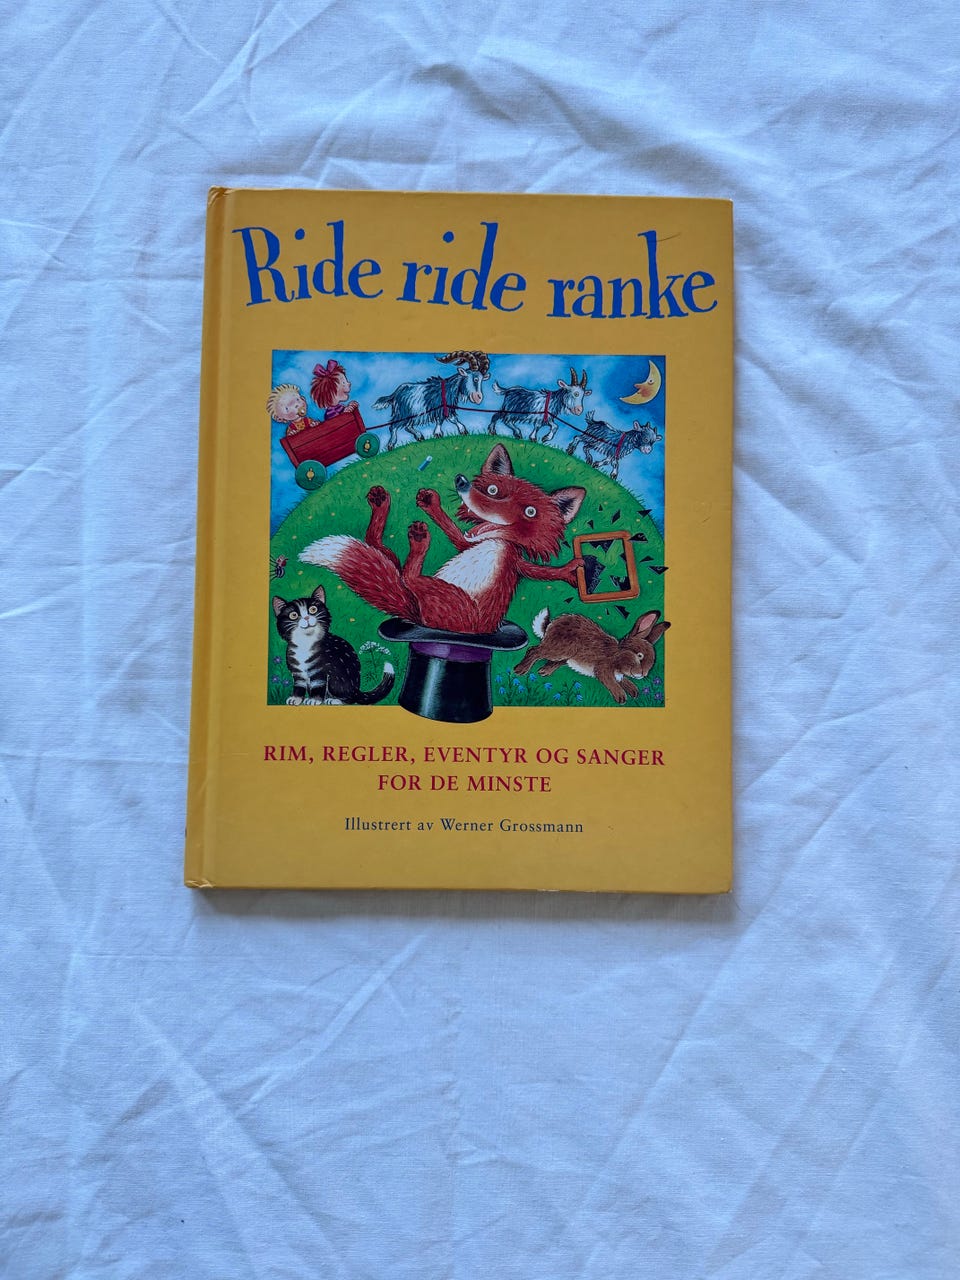 Ride ride ranke
RIM, REGLER, EVENTYR OG SANGER
FOR DE MINSTE
Illustrert av Werner Grossmann